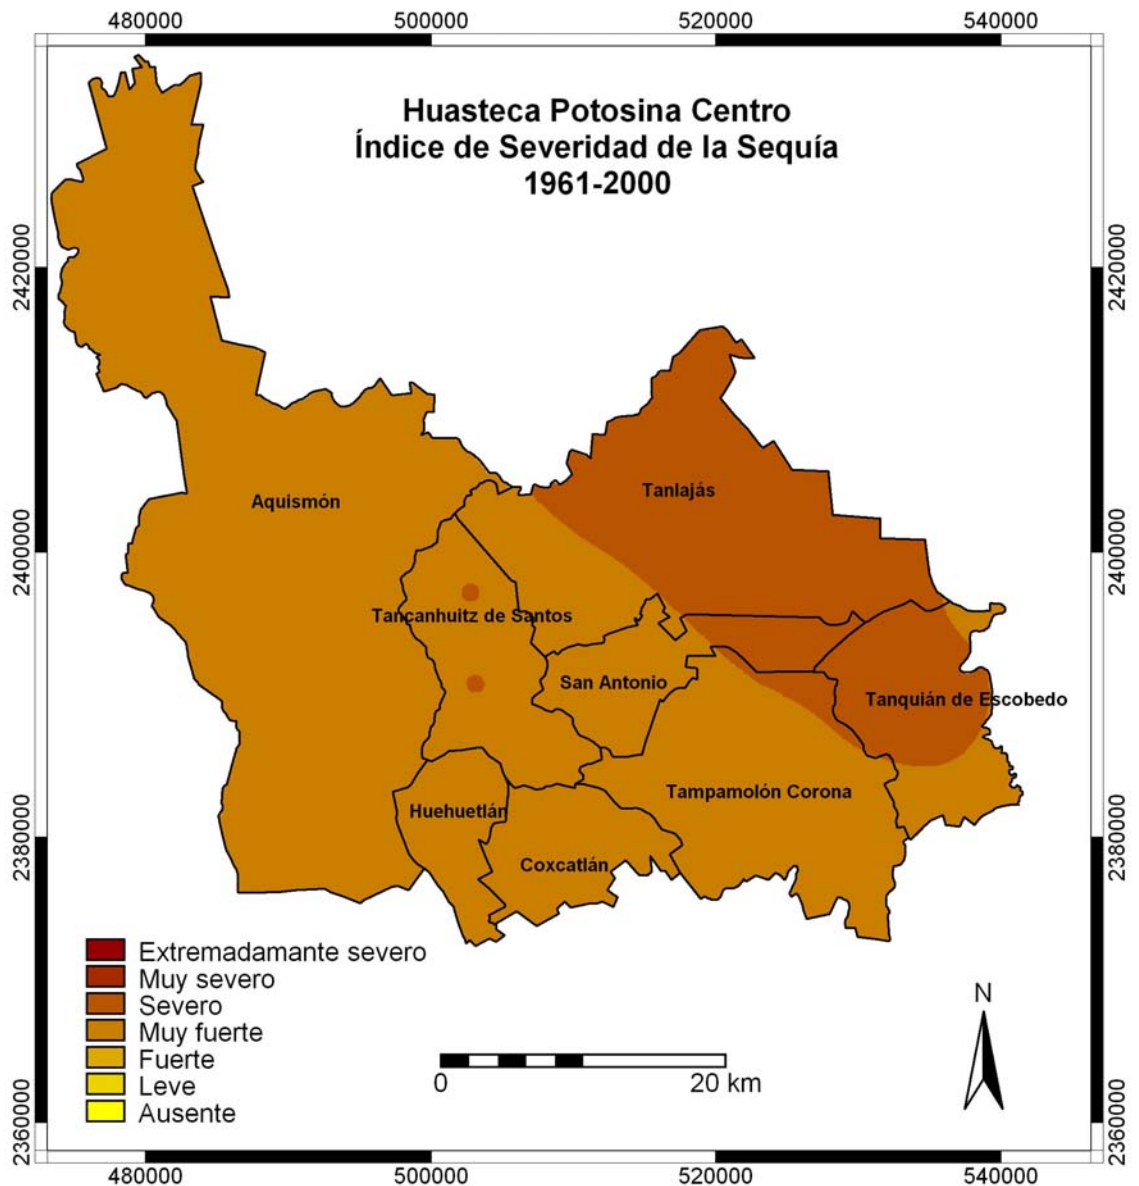 480000 500000 520000 540000
Huasteca Potosina Centro
Índice de Severidad de la Sequía
1961-2000
2420000 2420000
Tanlajás
Aquismón
2400000 2400000
Tancanhuitz de Santos
San Antonio
Tanquián de Escobedo
Tampamolón Corona
Huehuetlán
2380000 2380000
Coxcatlán
Extremadamante severo
Muy severo
Severo
Muy fuerte
Fuerte
Leve
Ausente
N
0 20 km
2360000 2360000
480000 500000 520000 540000